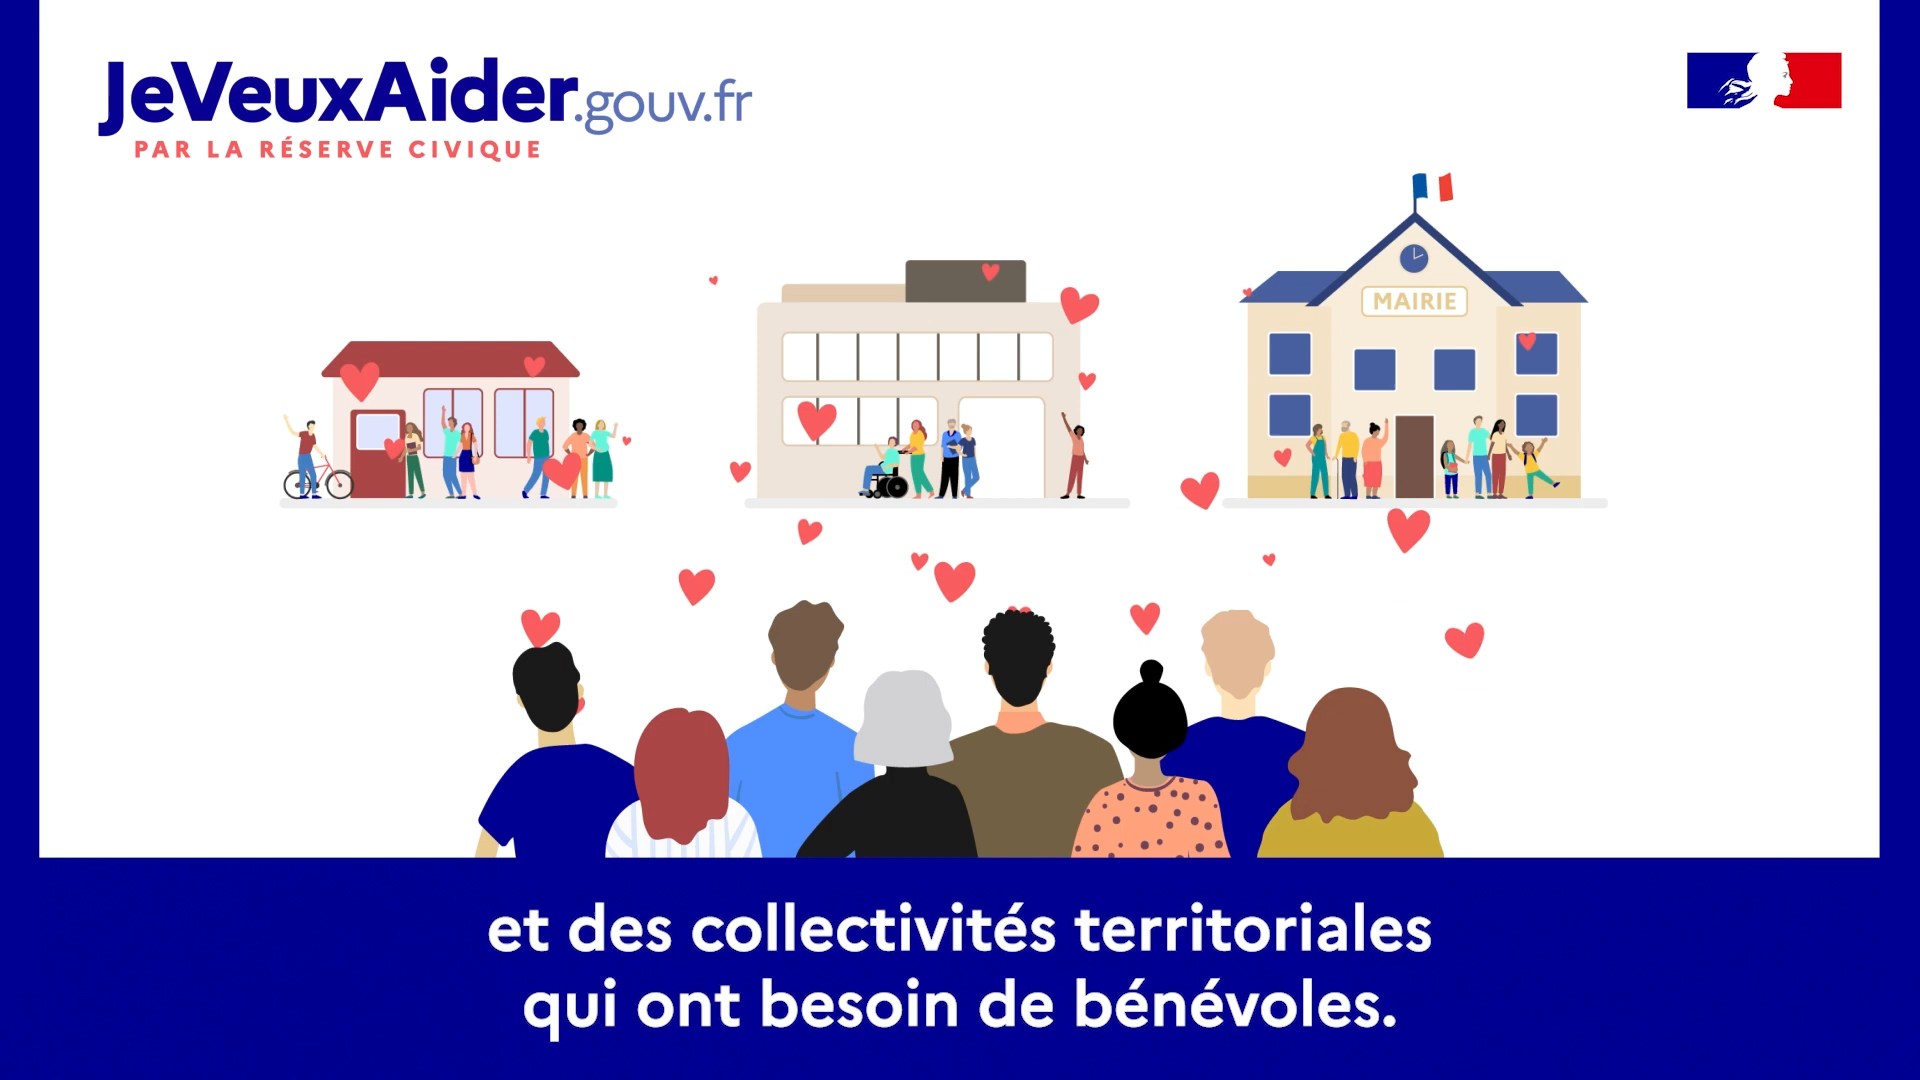 JeVeuxAider.gouv.fr
PAR LA RÉSERVE CIVIQUE
MAIRIE
et des collectivités territoriales
qui ont besoin de bénévoles.